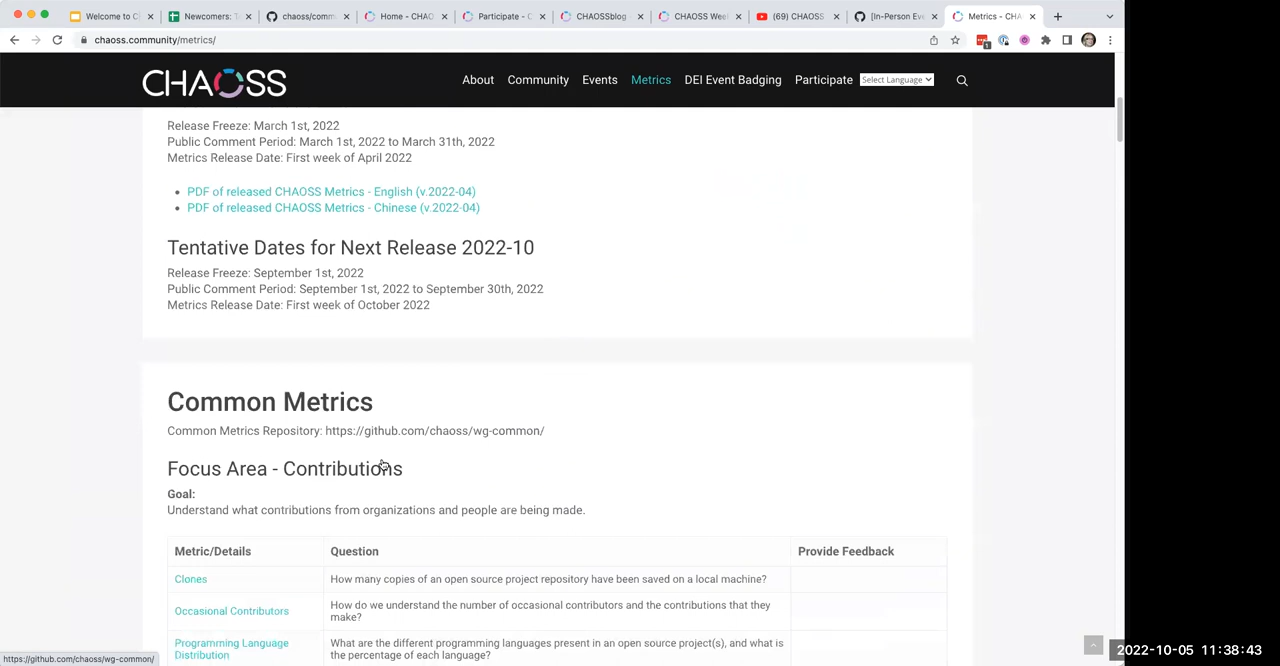 Welcome to C
Newcomers: T
chaoss/comm
Home - CHAO
Participate - C
CHAOSSblog
CHAOSS Wee
(69) CHAOSS
[In-Person Eve
Metrics - CHA
chaoss.community/metrics/
CHAOSS
About
Community
Events
Metrics
DEI Event Badging
Participate
Select Language
Release Freeze: March 1st, 2022
Public Comment Period: March 1st, 2022 to March 31th, 2022
Metrics Release Date: First week of April 2022
PDF of released CHAOSS Metrics - English (v.2022-04)
PDF of released CHAOSS Metrics - Chinese (v.2022-04)
Tentative Dates for Next Release 2022-10
Release Freeze: September 1st, 2022
Public Comment Period: September 1st, 2022 to September 30th, 2022
Metrics Release Date: First week of October 2022
Common Metrics
Common Metrics Repository: https://github.com/chaoss/wg-common/
Focus Area - Contributions
Goal:
Understand what contributions from organizations and people are being made.
Metric/Details
Question
Provide Feedback
Clones
How many copies of an open source project repository have been saved on a local machine?
Occasional Contributors
How do we understand the number of occasional contributors and the contributions that they
make?
Programming Language
Distribution
What are the different programming languages present in an open source project(s), and what is
the percentage of each language?
https://github.com/chaoss/wg-common/
2022-10-05 11:38:43